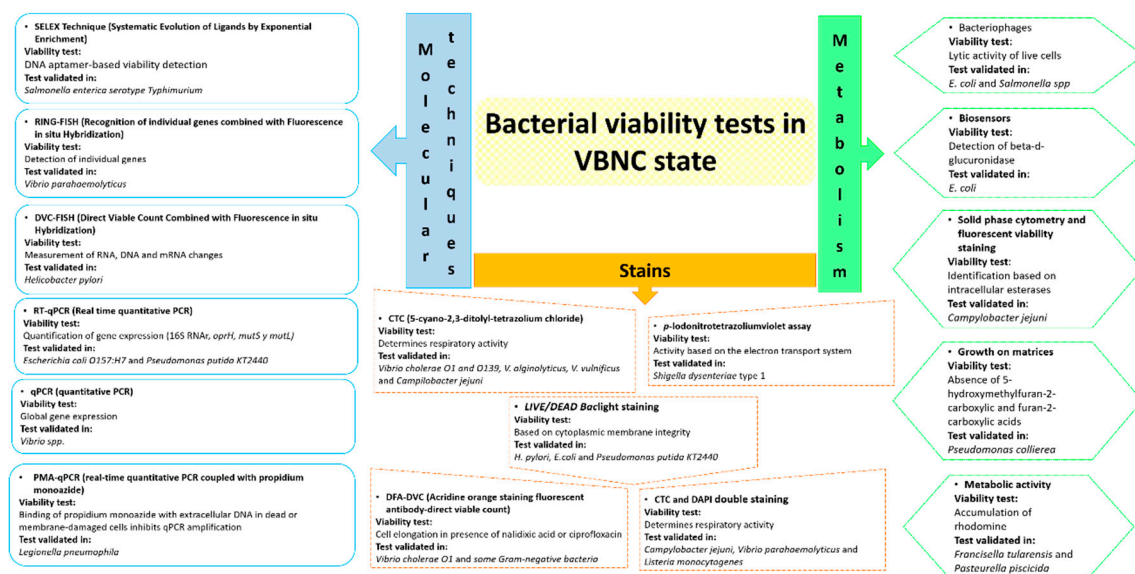 • SELEX Technique (Systematic Evolution of Ligands by Exponential
Enrichment)
Viability test:
DNA aptamer-based viability detection
Test validated in:
Salmonella enterica serotype Typhimurium
• RING-FISH (Recognition of individual genes combined with Fluorescence
in situ Hybridization)
Viability test:
Detection of individual genes
Test validated in:
Vibrio parahaemolyticus
• DVC-FISH (Direct Viable Count Combined with Fluorescence in situ
Hybridization)
Viability test:
Measurement of RNA, DNA and mRNA changes
Test validated in:
Helicobacter pylori
• RT-qPCR (Real time quantitative PCR)
Viability test:
Quantification of gene expression (16S RNAr, oprH, mutS y mutL)
Test validated in:
Escherichia coli O157:H7 and Pseudomonas putida KT2440
• qPCR (quantitative PCR)
Viability test:
Global gene expression
Test validated in:
Vibrio spp.
• PMA-qPCR (real-time quantitative PCR coupled with propidium
monoazide)
Viability test:
Binding of propidium monoazide with extracellular DNA in dead or
membrane-damaged cells inhibits qPCR amplification
Test validated in:
Legionella pneumophila
Molecular
techniques
Bacterial viability tests in
VBNC state
Metabolism
Stains
• CTC (5-cyano-2,3-ditolyl-tetrazolium chloride)
Viability test:
Determines respiratory activity
Test validated in:
Vibrio cholerae O1 and O139, V. alginolyticus, V. vulnificus
and Campilobacter jejuni
• p-Iodonitrotetrazoliumviolet assay
Viability test:
Activity based on the electron transport system
Test validated in:
Shigella dysenteriae type 1
• LIVE/DEAD Baclight staining
Viability test:
Based on cytoplasmic membrane integrity
Test validated in:
H. pylori, E.coli and Pseudomonas putida KT2440
• DFA-DVC (Acridine orange staining fluorescent
antibody-direct viable count)
Viability test:
Cell elongation in presence of nalidixic acid or ciprofloxacin
Test validated in:
Vibrio cholerae O1 and some Gram-negative bacteria
• CTC and DAPI double staining
Viability test:
Determines respiratory activity
Test validated in:
Campylobacter jejuni, Vibrio parahaemolyticus and
Listeria monocytogenes
• Bacteriophages
Viability test:
Lytic activity of live cells
Test validated in:
E. coli and Salmonella spp
• Biosensors
Viability test:
Detection of beta-d-
glucuronidase
Test validated in:
E. coli
• Solid phase cytometry and
fluorescent viability
staining
Viability test:
Identification based on
intracellular esterases
Test validated in:
Campylobacter jejuni
• Growth on matrices
Viability test:
Absence of 5-
hydroxymethylfuran-2-
carboxylic and furan-2-
carboxylic acids
Test validated in:
Pseudomonas collierea
• Metabolic activity
Viability test:
Accumulation of
rhodomine
Test validated in:
Francisella tularensis and
Pasteurella piscicida